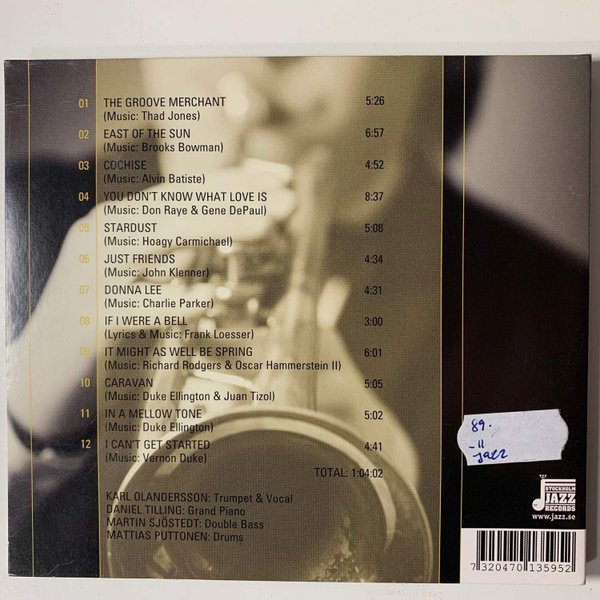 01 THE GROOVE MERCHANT 5:26
(Music: Thad Jones)
02 EAST OF THE SUN 6:57
(Music: Brooks Bowman)
03 COCHISE 4:52
(Music: Alvin Batiste)
04 YOU DON'T KNOW WHAT LOVE IS 8:37
(Music: Don Raye & Gene DePaul)
05 STARDUST 5:08
(Music: Hoagy Carmichael)
06 JUST FRIENDS 4:34
(Music: John Klenner)
07 DONNA LEE 4:31
(Music: Charlie Parker)
08 IF I WERE A BELL 3:00
(Lyrics & Music: Frank Loesser)
09 IT MIGHT AS WELL BE SPRING 6:01
(Music: Richard Rodgers & Oscar Hammerstein II)
10 CARAVAN 5:05
(Music: Duke Ellington & Juan Tizol)
11 IN A MELLOW TONE 5:02
(Music: Duke Ellington)
12 I CAN'T GET STARTED 4:41
(Music: Vernon Duke)
TOTAL: 1:04:02
KARL OLANDERSSON: Trumpet & Vocal
DANIEL TILLING: Grand Piano
MARTIN SJÖSTEDT: Double Bass
MATTIAS PUTTONEN: Drums
89.
-11
jazz
STOCKHOLM
JAZZ
RECORDS
www.jazz.se
7 320470 135952